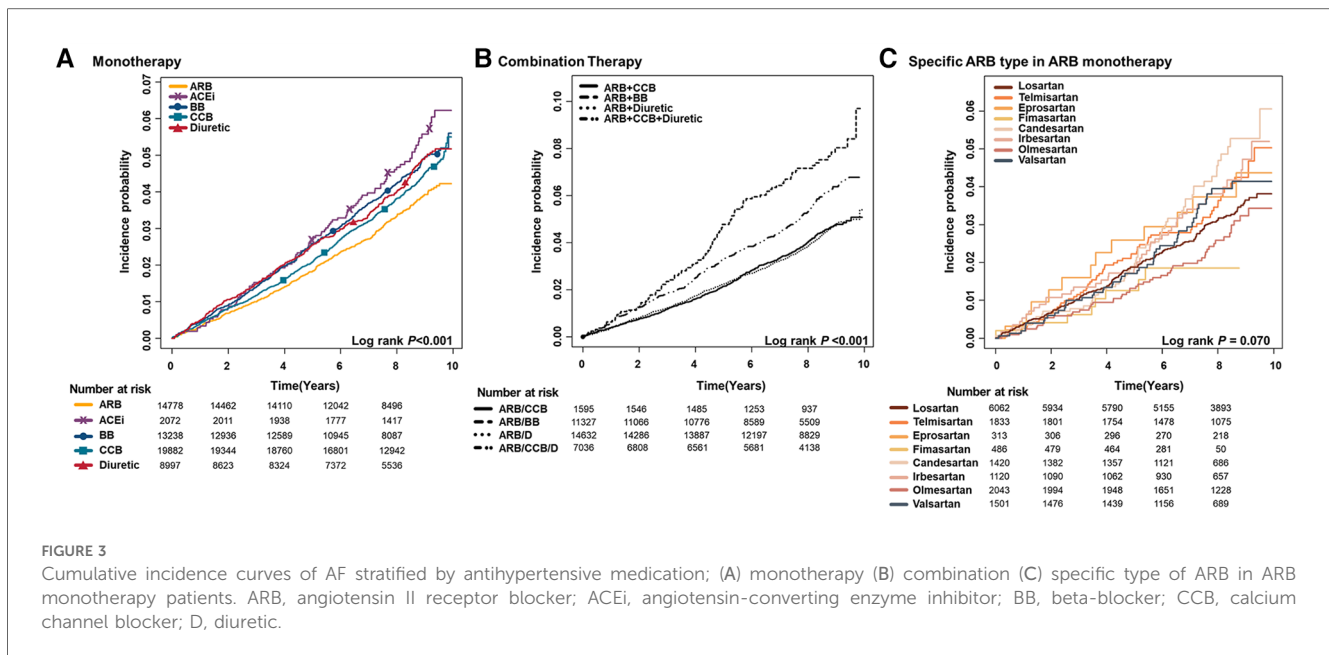 A Monotherapy
ARB
ACEi
BB
CCB
Diuretic
Incidence probability
0.07
0.06
0.05
0.04
0.03
0.02
0.01
0.00
Log rank P<0.001
0 2 4 6 8 10
Time(Years)
Number at risk
ARB 14778 14462 14110 12042 8496
ACEi 2072 2011 1938 1777 1417
BB 13238 12936 12589 10945 8087
CCB 19882 19344 18760 16801 12942
Diuretic 8997 8623 8324 7372 5536
B Combination Therapy
ARB+CCB
ARB+BB
ARB+Diuretic
ARB+CCB+Diuretic
Incidence probability
0.10
0.08
0.06
0.04
0.02
0.00
Log rank P<0.001
0 2 4 6 8 10
Time(Years)
Number at risk
ARB/CCB 1595 1546 1485 1253 937
ARB/BB 11327 11066 10776 8589 5509
ARB/D 14632 14286 13887 12197 8829
ARB/CCB/D 7036 6808 6561 5681 4138
C Specific ARB type in ARB monotherapy
Losartan
Telmisartan
Eprosartan
Fimasartan
Candesartan
Irbesartan
Olmesartan
Valsartan
Incidence probability
0.07
0.06
0.05
0.04
0.03
0.02
0.01
0.00
Log rank P = 0.070
0 2 4 6 8 10
Time(Years)
Number at risk
Losartan 6062 5934 5790 5155 3893
Telmisartan 1833 1801 1754 1478 1075
Eprosartan 313 306 296 270 218
Fimasartan 486 479 464 281 50
Candesartan 1420 1382 1357 1121 686
Irbesartan 1120 1090 1062 930 657
Olmesartan 2043 1994 1948 1651 1228
Valsartan 1501 1476 1439 1156 689
FIGURE 3
Cumulative incidence curves of AF stratified by antihypertensive medication; (A) monotherapy (B) combination (C) specific type of ARB in ARB
monotherapy patients. ARB, angiotensin II receptor blocker; ACEi, angiotensin-converting enzyme inhibitor; BB, beta-blocker; CCB, calcium
channel blocker; D, diuretic.